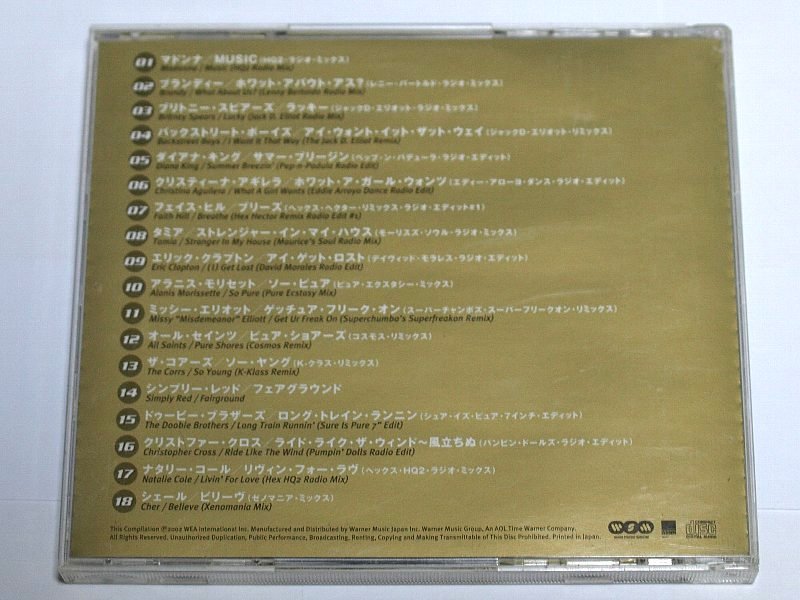 01 マドンナ／MUSIC（HQ2・ラジオ・ミックス）
Madonna / Music (HQ2 Radio Mix)
02 ブランディー／ホワット・アバウト・アス？（レニー・バートルド・ラジオ・ミックス）
Brandy / What About Us? (Lenny Bertoldo Radio Mix)
03 ブリトニー・スピアーズ／ラッキー（ジャックD.エリオット・ラジオ・ミックス）
Britney Spears / Lucky (Jack D. Elliot Radio Mix)
04 バックストリート・ボーイズ／アイ・ウォント・イット・ザット・ウェイ（ジャックD.エリオット・リミックス）
Backstreet Boys / I Want It That Way (The Jack D. Elliot Remix)
05 ダイアナ・キング／サマー・ブリージン（ペップ・ン・パデューラ・ラジオ・エディット）
Diana King / Summer Breezin' (Pep-n-Padula Radio Edit)
06 クリスティーナ・アギレラ／ホワット・ア・ガール・ウォンツ（エディー・アローヨ・ダンス・ラジオ・エディット）
Christina Aguilera / What A Girl Wants (Eddie Arroyo Dance Radio Edit)
07 フェイス・ヒル／ブリーズ（ヘックス・ヘクター・リミックス・ラジオ・エディット#1）
Faith Hill / Breathe (Hex Hector Remix Radio Edit #1)
08 タミア／ストレンジャー・イン・マイ・ハウス（モーリスズ・ソウル・ラジオ・ミックス）
Tamia / Stranger In My House (Maurice's Soul Radio Mix)
09 エリック・クラプトン／アイ・ゲット・ロスト（デイヴィッド・モラレス・ラジオ・エディット）
Eric Clapton / (I) Get Lost (David Morales Radio Edit)
10 アラニス・モリセット／ソー・ピュア（ピュア・エクスタシー・ミックス）
Alanis Morissette / So Pure (Pure Ecstasy Mix)
11 ミッシー・エリオット／ゲッチュア・フリーク・オン（スーパーチャンボズ・スーパーフリークオン・リミックス）
Missy "Misdemeanor" Elliott / Get Ur Freak On (Superchumbo's Superfreakon Remix)
12 オール・セインツ／ピュア・ショアーズ（コスモス・リミックス）
All Saints / Pure Shores (Cosmos Remix)
13 ザ・コアーズ／ソー・ヤング（K-クラス・リミックス）
The Corrs / So Young (K-Klass Remix)
14 シンプリー・レッド／フェアグラウンド
Simply Red / Fairground
15 ドゥービー・ブラザーズ／ロング・トレイン・ランニン（シュア・イズ・ピュア・7インチ・エディット）
The Doobie Brothers / Long Train Runnin' (Sure Is Pure 7" Edit)
16 クリストファー・クロス／ライド・ライク・ザ・ウィンド～風立ちぬ（パンピン・ドールズ・ラジオ・エディット）
Christopher Cross / Ride Like The Wind (Pumpin' Dolls Radio Edit)
17 ナタリー・コール／リヴィン・フォー・ラヴ（ヘックス・HQ2・ラジオ・ミックス）
Natalie Cole / Livin' For Love (Hex HQ2 Radio Mix)
18 シェール／ビリーヴ（ゼノマニア・ミックス）
Cher / Believe (Xenamania Mix)
This Compilation ℗2002 WEA International Inc. Manufactured and Distributed by Warner Music Japan Inc. Warner Music Group, An AOL Time Warner Company.
All Rights Reserved. Unauthorized Duplication, Public Performance, Broadcasting, Renting, Copying and Making Transmittable of This Disc Prohibited. Printed in Japan.
WSM
COMPACT
disc
DIGITAL AUDIO